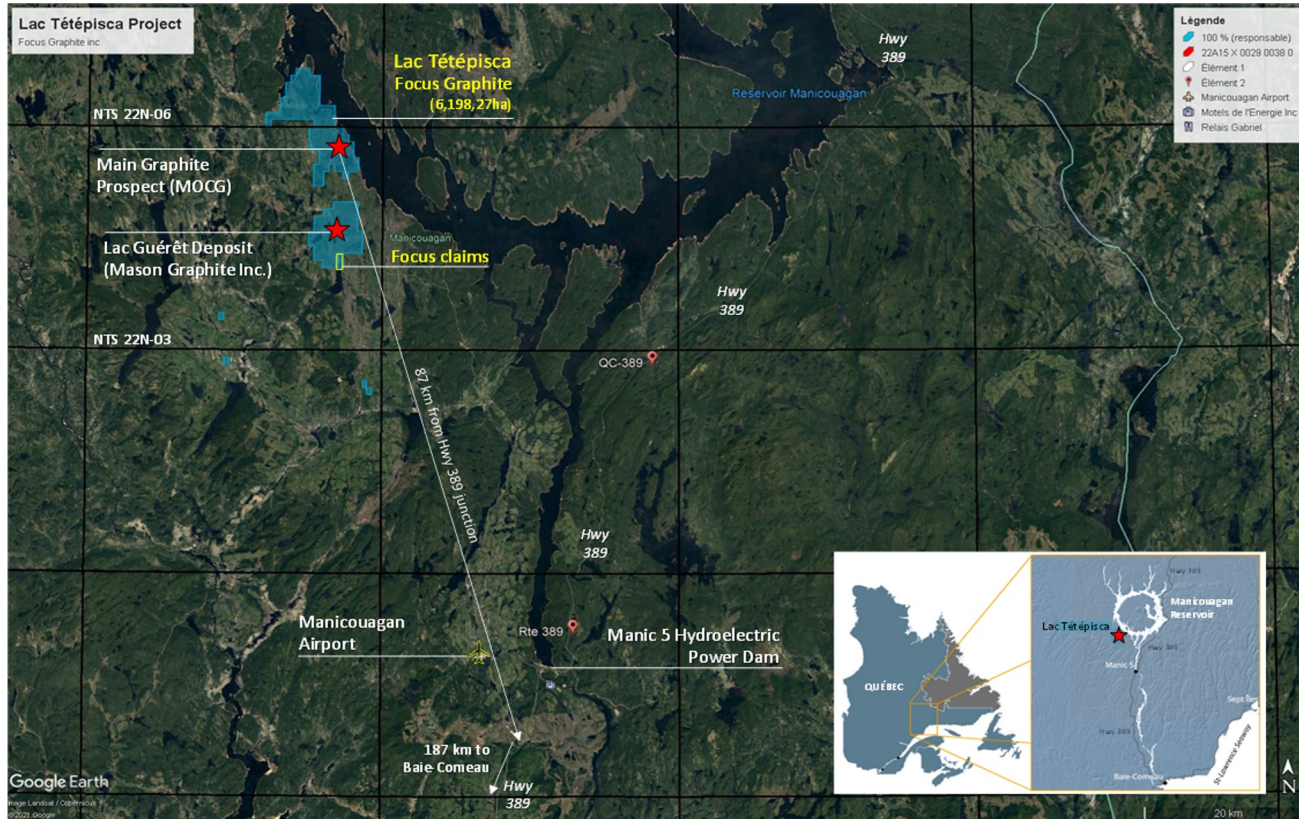 Lac Tétépisca Project
Focus Graphite inc.
Légende
100 % (responsable)
22A15 X 0029 0038 0
Élément 1
Élément 2
Manicouagan Airport
Motels de l'Energie Inc
Relais Gabriel
Hwy
389
Lac Tétépisca
Focus Graphite
(6,198,27ha)
Réservoir Manicouagan
NTS 22N-06
Main Graphite
Prospect (MOCG)
Lac Guérêt Deposit
(Mason Graphite Inc.)
Manicouagan
Focus claims
Hwy
389
NTS 22N-03
QC-389
87 km from Hwy 389 junction
Hwy
389
Manicouagan
Airport
Rte 389
Manic 5 Hydroelectric
Power Dam
187 km to
Baie-Comeau
Hwy
389
QUÉBEC
Hwy 389
Manicouagan
Reservoir
Lac Tétépisca
Hwy 389
Manic 5
Sept Îles
Hwy 389
St-Lawrence Seaway
Baie-Comeau
Google Earth
Image Landsat / Copernicus
N
20 km